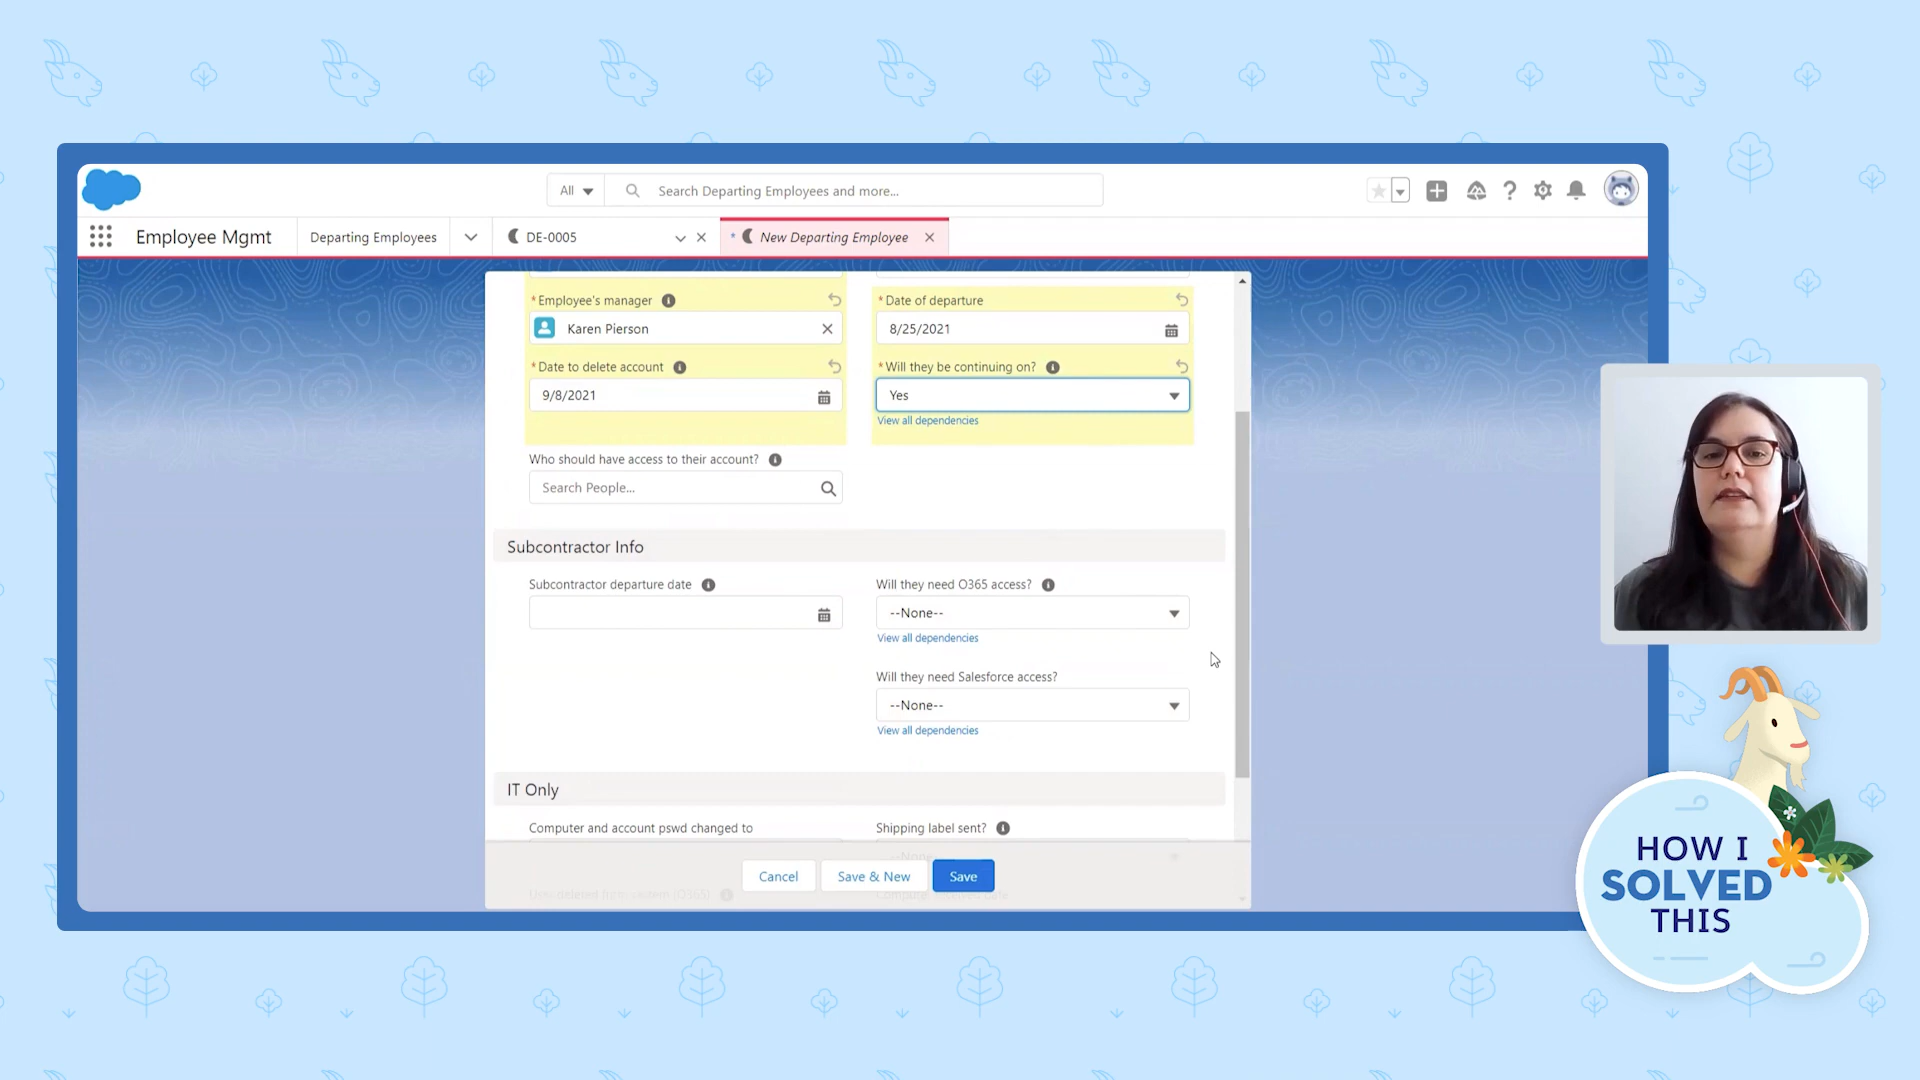 All
Search Departing Employees and more...
Employee Mgmt
Departing Employees
DE-0005
* New Departing Employee
*Employee's manager
*Date of departure
Karen Pierson
8/25/2021
*Date to delete account
*Will they be continuing on?
9/8/2021
Yes
View all dependencies
Who should have access to their account?
Search People...
Subcontractor Info
Subcontractor departure date
Will they need O365 access?
--None--
View all dependencies
Will they need Salesforce access?
--None--
View all dependencies
IT Only
Computer and account pswd changed to
Shipping label sent?
--None--
Cancel
Save & New
Save
HOW I
SOLVED
THIS